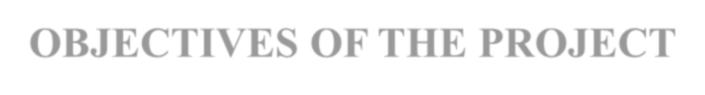 OBJECTIVES OF THE PROJECT